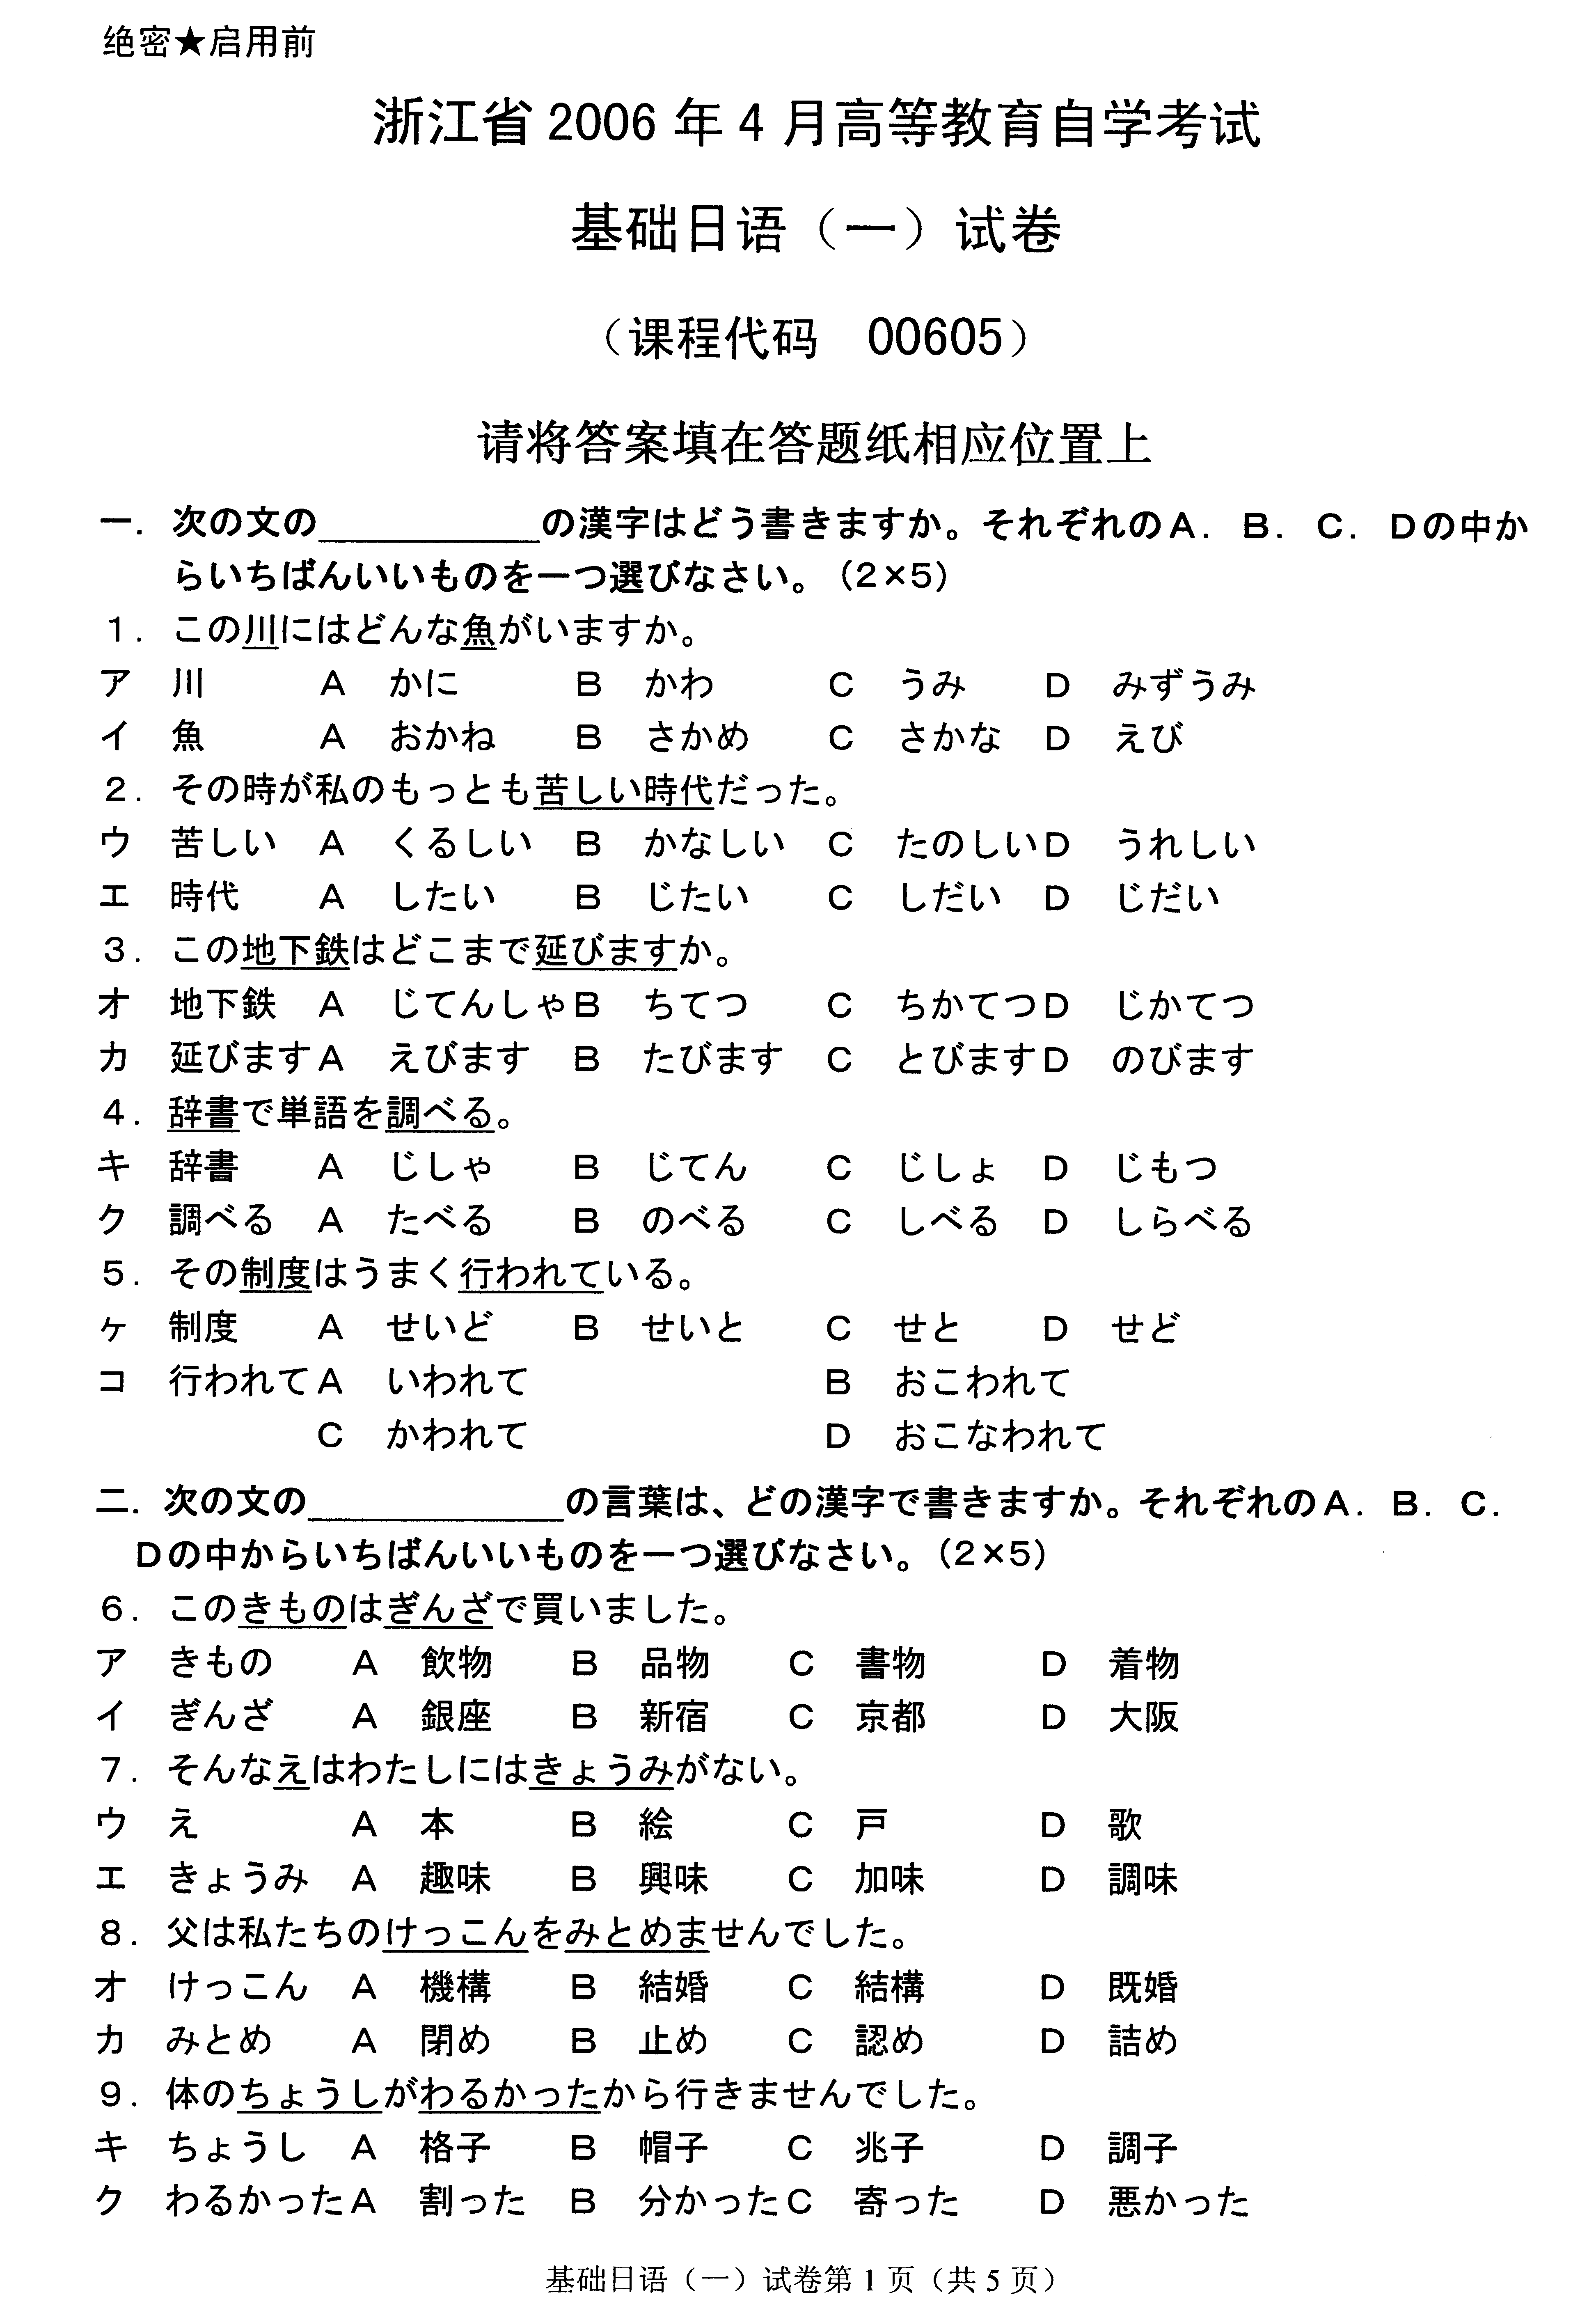 绝密★启用前
浙江省 2006 年 4 月高等教育自学考试
基础日语（一）试卷
（课程代码　00605）
请将答案填在答题纸相应位置上
一．次の文の＿＿＿＿＿＿の漢字はどう書きますか。それぞれのＡ．Ｂ．Ｃ．Ｄの中か
らいちばんいいものを一つ選びなさい。（２×５）
１．この川にはどんな魚がいますか。
ア　川　Ａ　かに　Ｂ　かわ　Ｃ　うみ　Ｄ　みずうみ
イ　魚　Ａ　おかね　Ｂ　さかめ　Ｃ　さかな　Ｄ　えび
２．その時が私のもっとも苦しい時代だった。
ウ　苦しい　Ａ　くるしい　Ｂ　かなしい　Ｃ　たのしい　Ｄ　うれしい
エ　時代　Ａ　したい　Ｂ　じたい　Ｃ　しだい　Ｄ　じだい
３．この地下鉄はどこまで延びますか。
オ　地下鉄　Ａ　じてんしゃ　Ｂ　ちてつ　Ｃ　ちかてつ　Ｄ　じかてつ
カ　延びます　Ａ　えびます　Ｂ　たびます　Ｃ　とびます　Ｄ　のびます
４．辞書で単語を調べる。
キ　辞書　Ａ　じしゃ　Ｂ　じてん　Ｃ　じしょ　Ｄ　じもつ
ク　調べる　Ａ　たべる　Ｂ　のべる　Ｃ　しべる　Ｄ　しらべる
５．その制度はうまく行われている。
ヶ　制度　Ａ　せいど　Ｂ　せいと　Ｃ　せと　Ｄ　せど
コ　行われて　Ａ　いわれて　Ｂ　おこわれて
Ｃ　かわれて　Ｄ　おこなわれて
二．次の文の＿＿＿＿＿＿＿の言葉は、どの漢字で書きますか。それぞれのＡ．Ｂ．Ｃ．
Ｄの中からいちばんいいものを一つ選びなさい。（２×５）
６．このきものはぎんざで買いました。
ア　きもの　Ａ　飲物　Ｂ　品物　Ｃ　書物　Ｄ　着物
イ　ぎんざ　Ａ　銀座　Ｂ　新宿　Ｃ　京都　Ｄ　大阪
７．そんなえはわたしにはきょうみがない。
ウ　え　Ａ　本　Ｂ　絵　Ｃ　戸　Ｄ　歌
エ　きょうみ　Ａ　趣味　Ｂ　興味　Ｃ　加味　Ｄ　調味
８．父は私たちのけっこんをみとめませんでした。
オ　けっこん　Ａ　機構　Ｂ　結婚　Ｃ　結構　Ｄ　既婚
カ　みとめ　Ａ　閉め　Ｂ　止め　Ｃ　認め　Ｄ　詰め
９．体のちょうしがわるかったから行きませんでした。
キ　ちょうし　Ａ　格子　Ｂ　帽子　Ｃ　兆子　Ｄ　調子
ク　わるかった　Ａ　割った　Ｂ　分かった　Ｃ　寄った　Ｄ　悪かった
基础日语（一）试卷第 1 页（共 5 页）